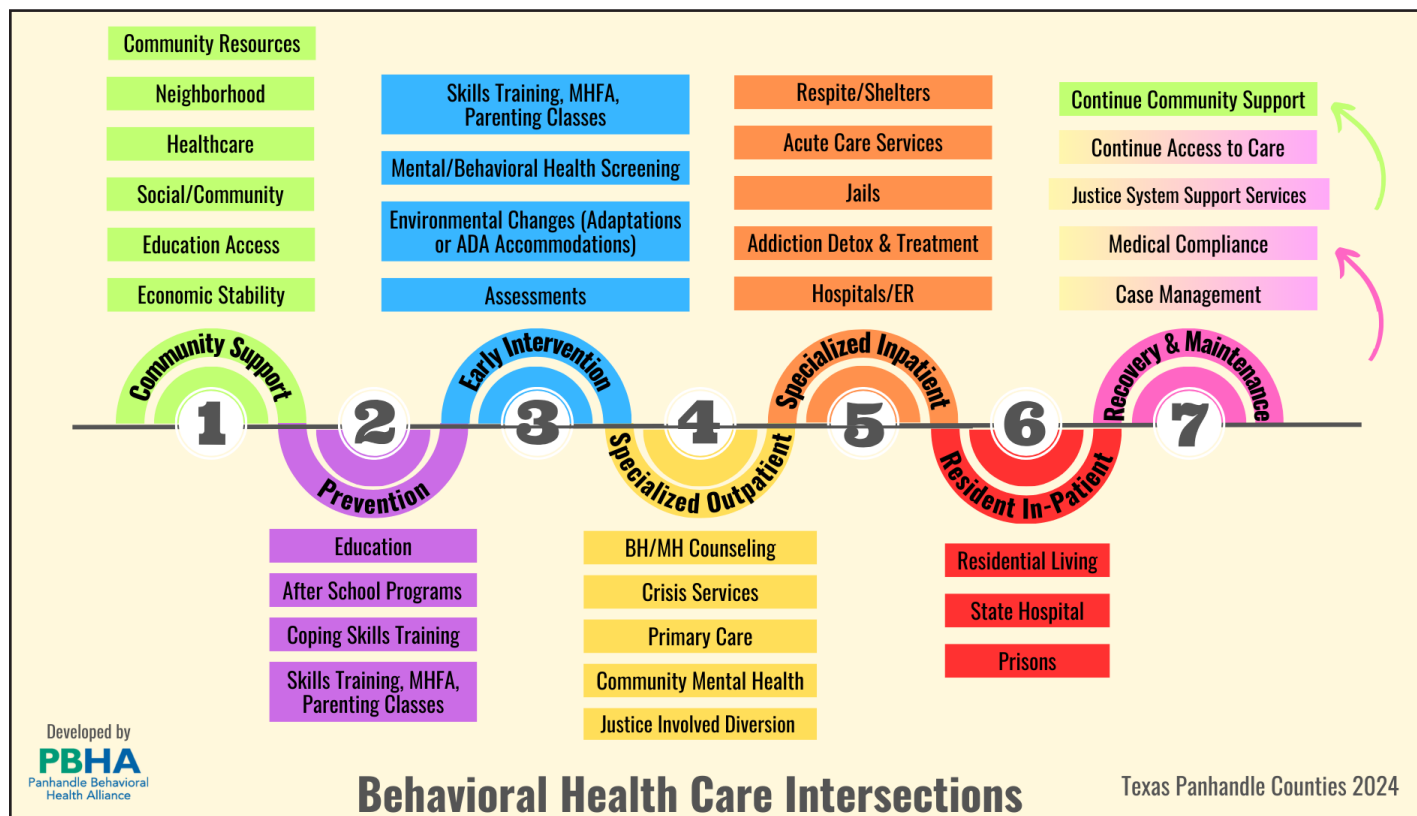 Community Resources
Neighborhood
Healthcare
Social/Community
Education Access
Economic Stability
Community Support
1
2
Prevention
Education
After School Programs
Coping Skills Training
Skills Training, MHFA,
Parenting Classes
Skills Training, MHFA,
Parenting Classes
Mental/Behavioral Health Screening
Environmental Changes (Adaptations
or ADA Accommodations)
Assessments
Early Intervention
3
4
Specialized Outpatient
BH/MH Counseling
Crisis Services
Primary Care
Community Mental Health
Justice Involved Diversion
Respite/Shelters
Acute Care Services
Jails
Addiction Detox & Treatment
Hospitals/ER
Specialized Inpatient
5
6
Resident In-Patient
Residential Living
State Hospital
Prisons
Continue Community Support
Continue Access to Care
Justice System Support Services
Medical Compliance
Case Management
Recovery & Maintenance
7
Developed by
PBHA
Panhandle Behavioral
Health Alliance
Behavioral Health Care Intersections
Texas Panhandle Counties 2024